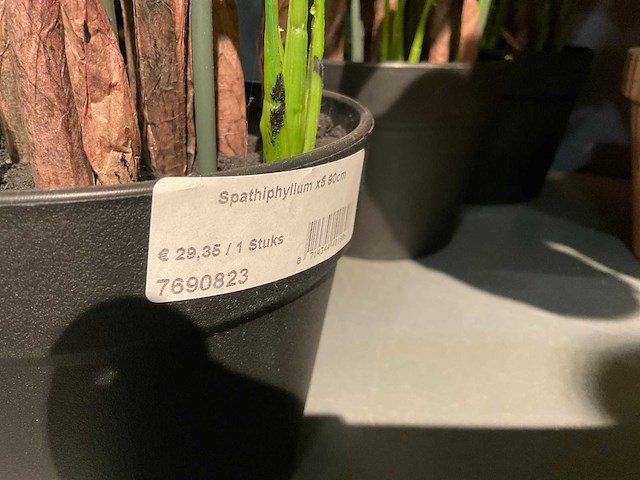 Spathiphyllum x5 90cm
€ 29,35 / 1 Stuks
7690823